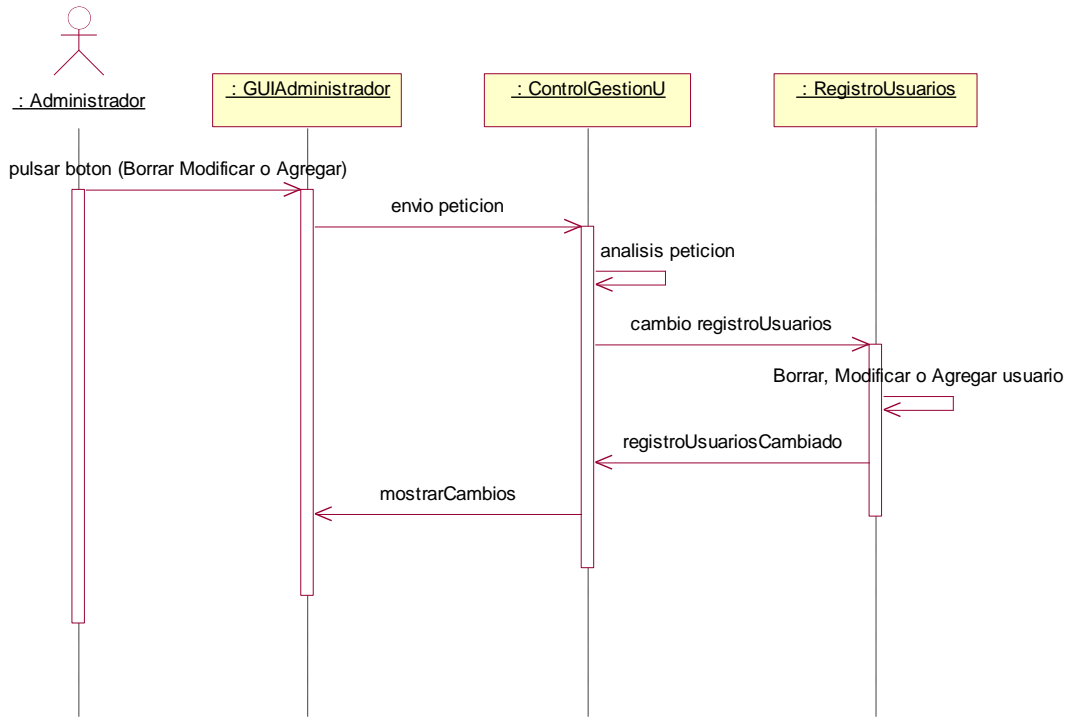 : Administrador
: GUIAdministrador
: ControlGestionU
: RegistroUsuarios
pulsar boton (Borrar Modificar o Agregar)
envio peticion
analisis peticion
cambio registroUsuarios
Borrar, Modificar o Agregar usuario
registroUsuariosCambiado
mostrarCambios